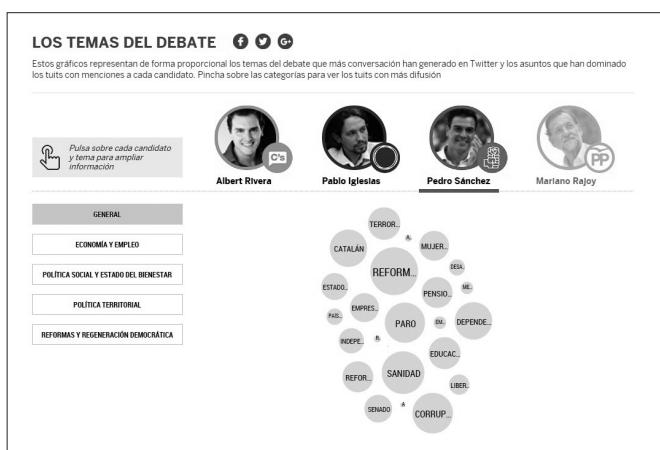 LOS TEMAS DEL DEBATE
Estos gráficos representan de forma proporcional los temas del debate que más conversación han generado en Twitter y los asuntos que han dominado
los tuits con menciones a cada candidato. Pincha sobre las categorías para ver los tuits con más difusión
Pulsa sobre cada candidato
y tema para ampliar
información
C's
PP
Albert Rivera
Pablo Iglesias
Pedro Sánchez
Mariano Rajoy
GENERAL
ECONOMÍA Y EMPLEO
POLÍTICA SOCIAL Y ESTADO DEL BIENESTAR
POLÍTICA TERRITORIAL
REFORMAS Y REGENERACIÓN DEMOCRÁTICA
TERROR...
CATALÁN
MUJER...
REFORM...
DESA...
ESTADO...
PENSIO...
ME...
EMPRES...
PAÍS...
PARO
EM...
DEPENDE...
INDEPE...
EDUCAC...
REFOR...
SANIDAD
LIBER...
SENADO
CORRUP...